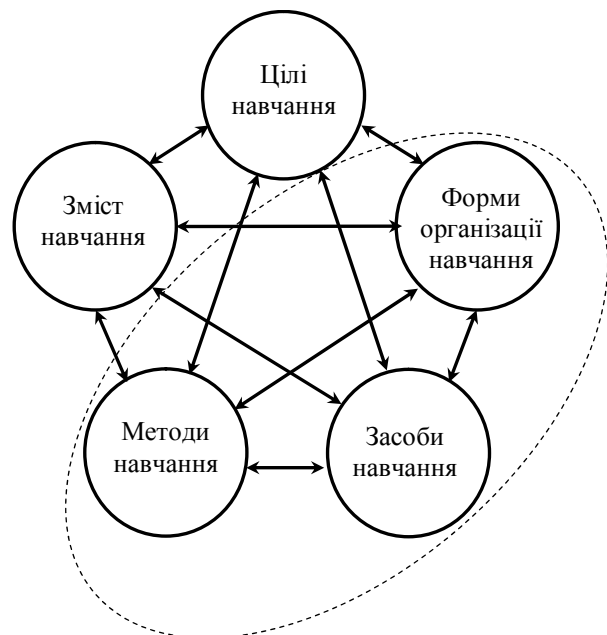 Цілі
навчання
Зміст
навчання
Форми
організації
навчання
Методи
навчання
Засоби
навчання